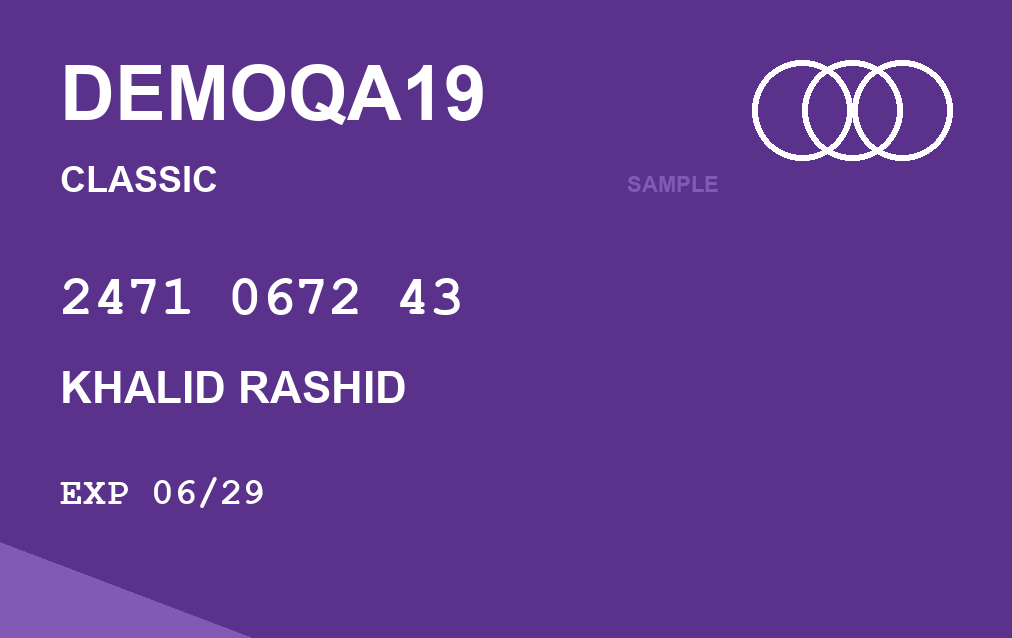 DEMOQA19
CLASSIC
SAMPLE
2471 0672 43
KHALID RASHID
EXP 06/29